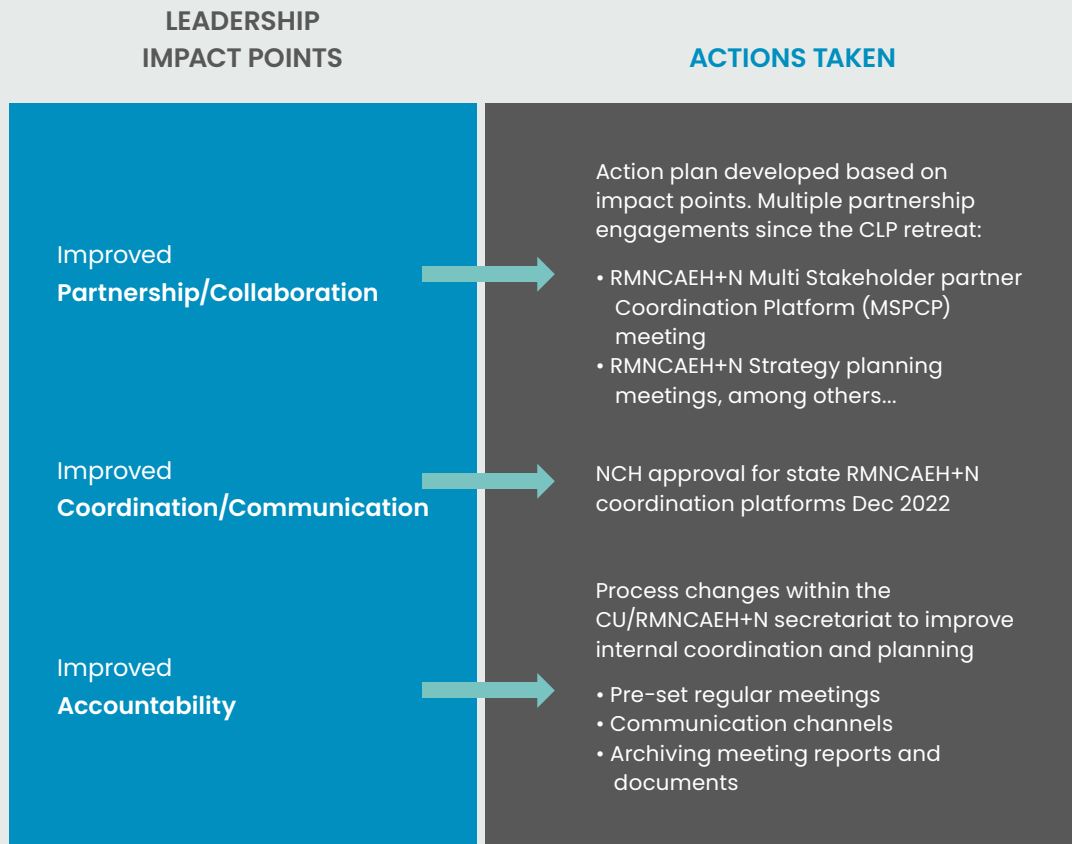 LEADERSHIP
IMPACT POINTS
ACTIONS TAKEN
Improved
Partnership/Collaboration
Action plan developed based on
impact points. Multiple partnership
engagements since the CLP retreat:
• RMNCAEH+N Multi Stakeholder partner
Coordination Platform (MSPCP)
meeting
• RMNCAEH+N Strategy planning
meetings, among others...
Improved
Coordination/Communication
NCH approval for state RMNCAEH+N
coordination platforms Dec 2022
Improved
Accountability
Process changes within the
CU/RMNCAEH+N secretariat to improve
internal coordination and planning
• Pre-set regular meetings
• Communication channels
• Archiving meeting reports and
documents